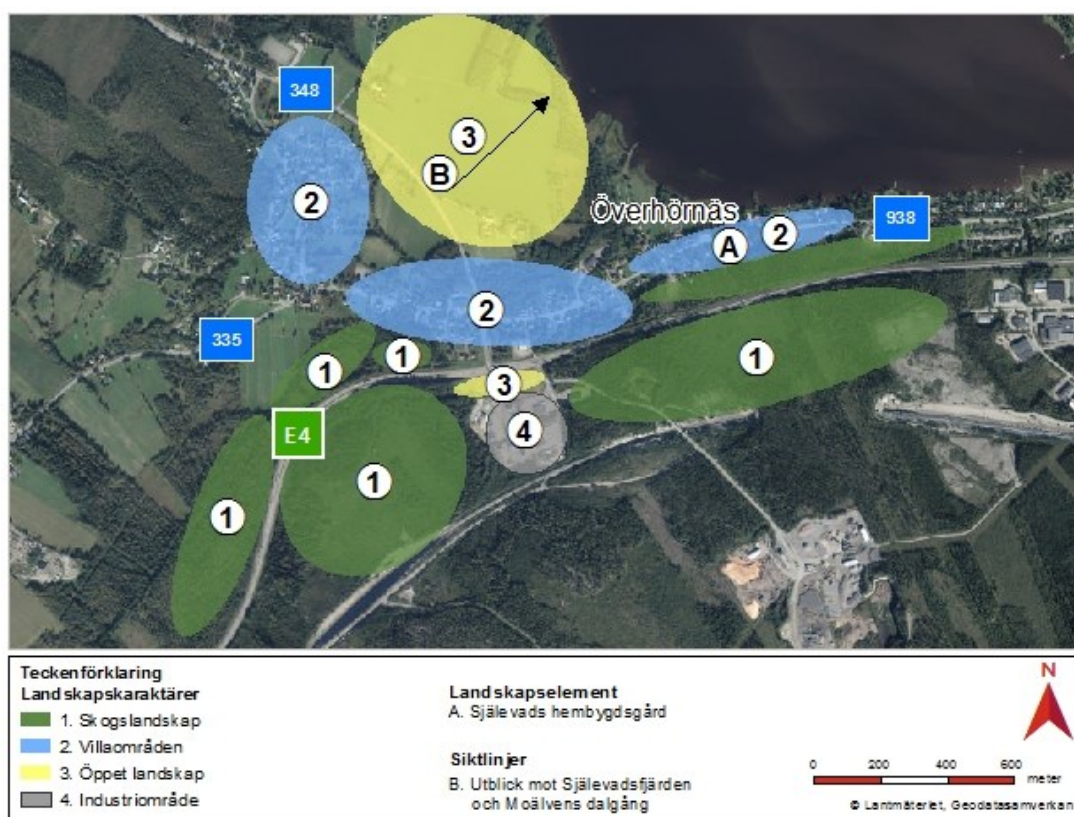 348
3
B
2
Överhörnäs
938
2
A
2
335
1
1
1
3
E4
4
1
1
Teckenförklaring
Landskapskaraktärer
1. Skogslandskap
2. Villaområden
3. Öppet landskap
4. Industriområde
Landskapselement
A. Själevads hembygdsgård
Siktlinjer
B. Utblick mot Själevadsfjärden
och Moälvens dalgång
N
0 200 400 600
meter
© Lantmäteriet, Geodatasamverkan